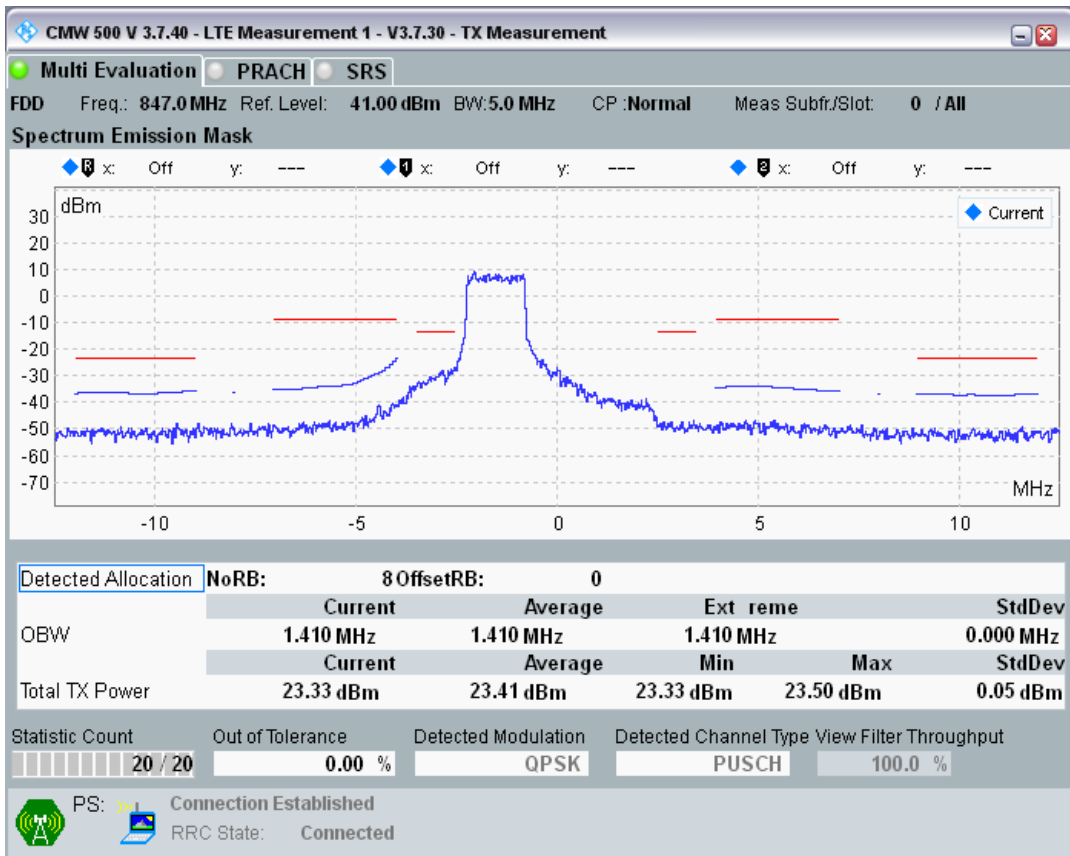 CMW 500 V 3.7.40 - LTE Measurement 1 - V3.7.30 - TX Measurement
Multi Evaluation PRACH SRS
FDD Freq.: 847.0 MHz Ref. Level: 41.00 dBm BW: 5.0 MHz CP : Normal Meas Subfr./Slot: 0 / All
Spectrum Emission Mask
R x: Off y: --- 1 x: Off y: --- 2 x: Off y: ---
dBm
Current
30
20
10
0
-10
-20
-30
-40
-50
-60
-70
MHz
-10 -5 0 5 10
Detected Allocation NoRB: 8 OffsetRB: 0
Current Average Ext reme StdDev
OBW 1.410 MHz 1.410 MHz 1.410 MHz 0.000 MHz
Current Average Min Max StdDev
Total TX Power 23.33 dBm 23.41 dBm 23.33 dBm 23.50 dBm 0.05 dBm
Statistic Count Out of Tolerance Detected Modulation Detected Channel Type View Filter Throughput
20 / 20 0.00 % QPSK PUSCH 100.0 %
PS: Connection Established
RRC State: Connected